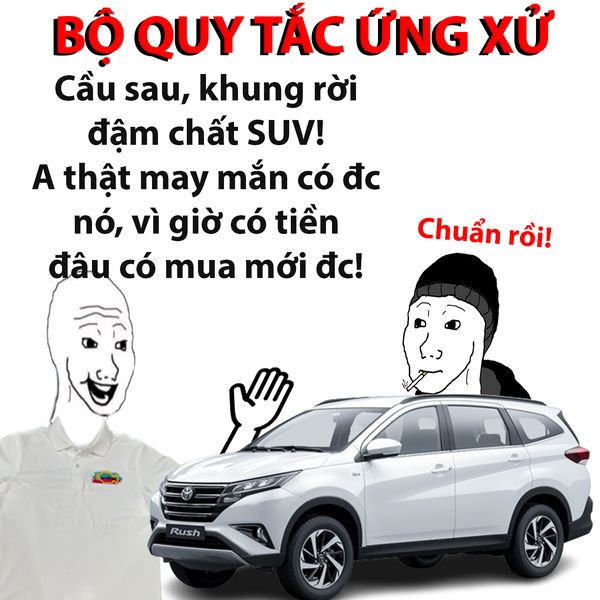 BỘ QUY TẮC ỨNG XỬ
Cầu sau, khung rời
đậm chất SUV!
A thật may mắn có đc
nó, vì giờ có tiền
đâu có mua mới đc!
Chuẩn rồi!
Rush